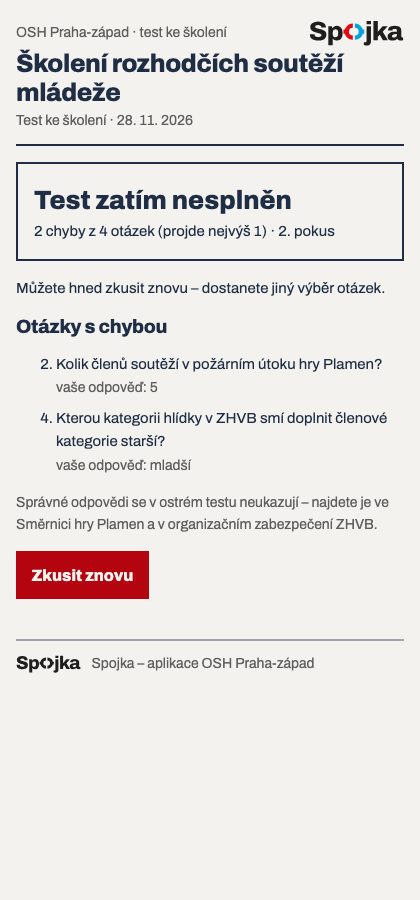 OSH Praha-západ · test ke školení
Spojka
Školení rozhodčích soutěží
mládeže
Test ke školení · 28. 11. 2026
Test zatím nesplněn
2 chyby z 4 otázek (projde nejvýš 1) · 2. pokus
Můžete hned zkusit znovu – dostanete jiný výběr otázek.
Otázky s chybou
2. Kolik členů soutěží v požárním útoku hry Plamen?
vaše odpověď: 5
4. Kterou kategorii hlídky v ZHVB smí doplnit členové
kategorie starší?
vaše odpověď: mladší
Správné odpovědi se v ostrém testu neukazují – najdete je ve
Směrnici hry Plamen a v organizačním zabezpečení ZHVB.
Zkusit znovu
Spojka Spojka – aplikace OSH Praha-západ